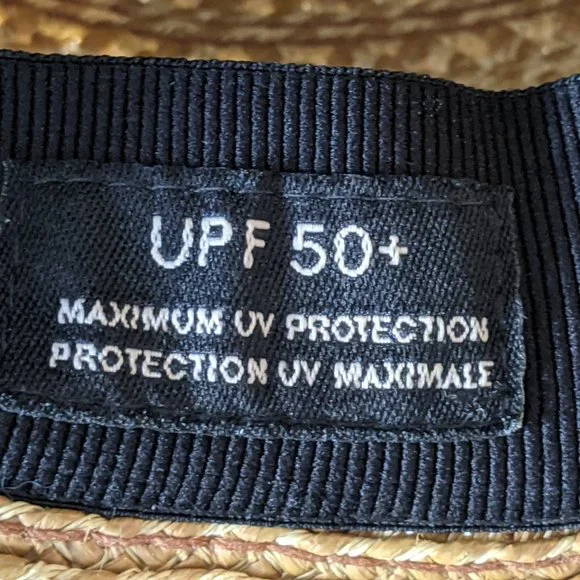 UPF 50+
MAXIMUM UV PROTECTION
PROTECTION UV MAXIMALE